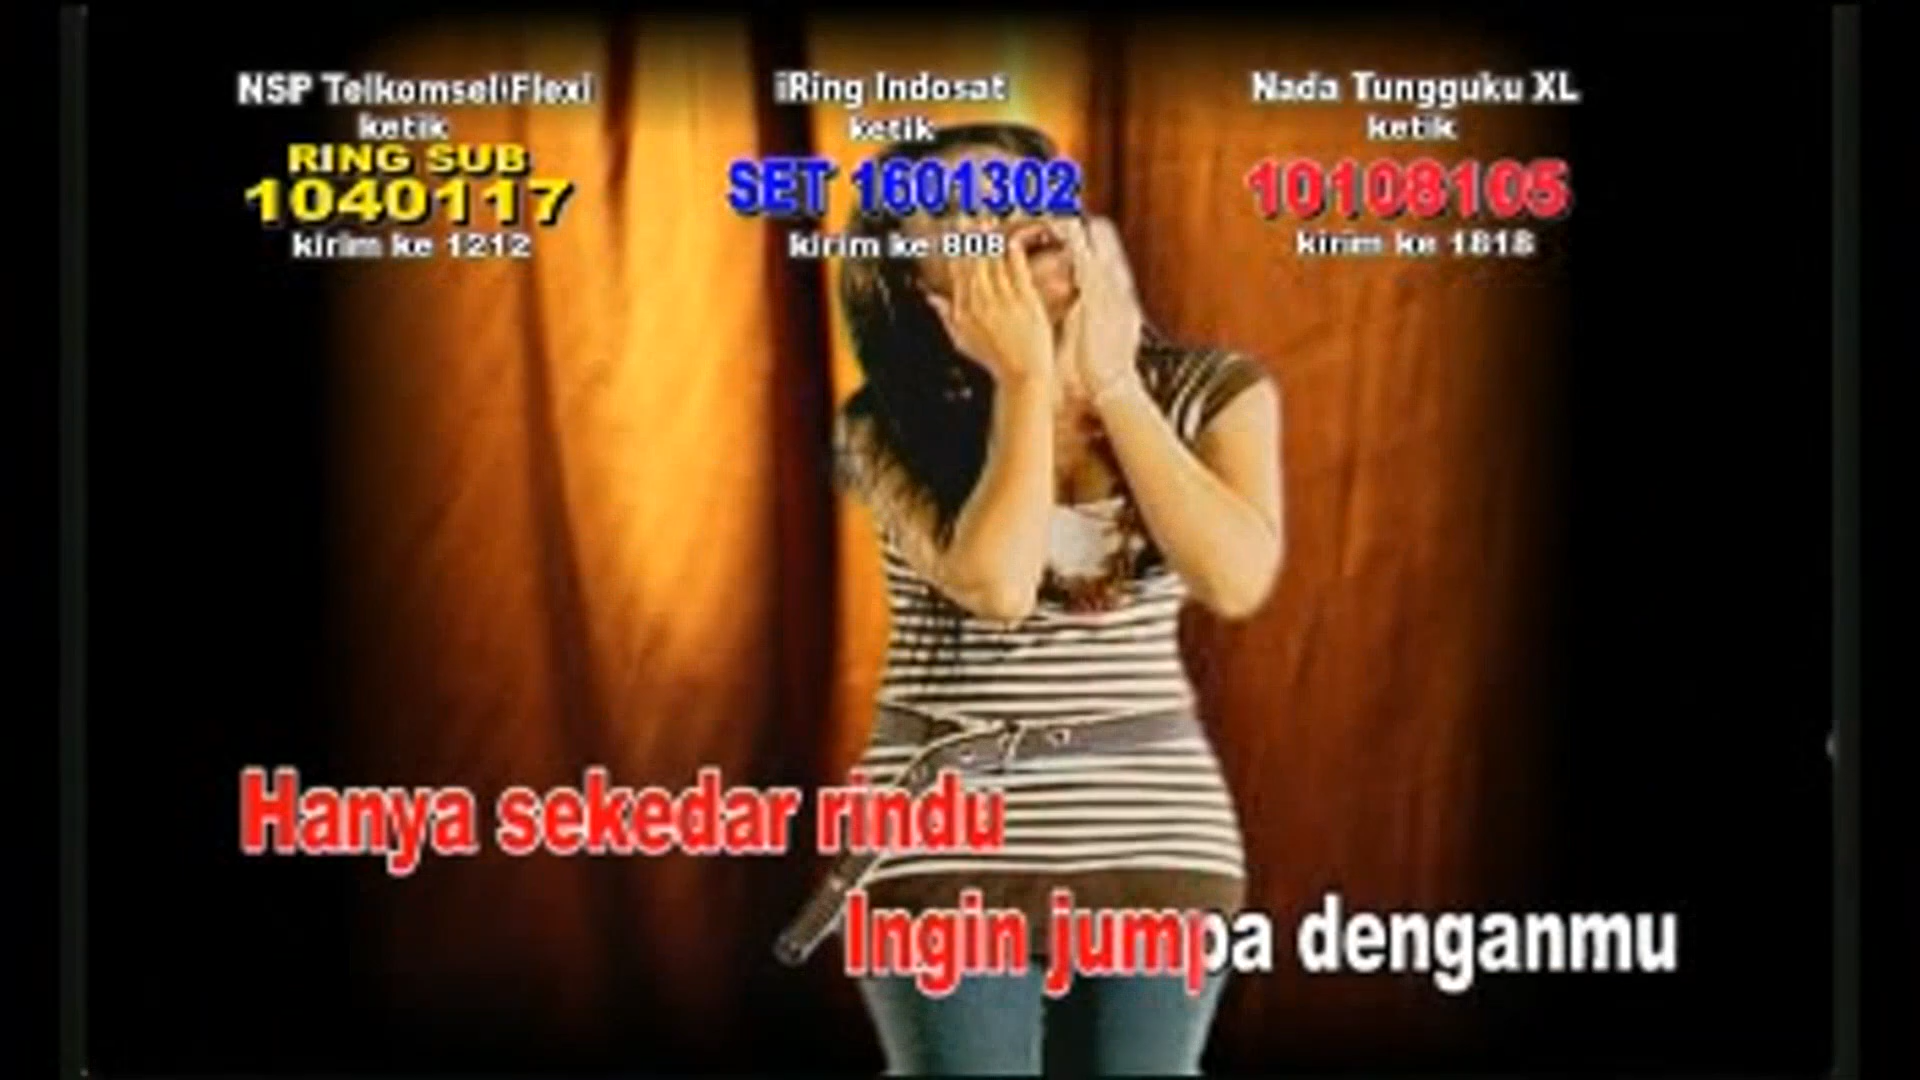 NSP Telkomsel/Flexi
ketik
RING SUB
1040117
kirim ke 1212
iRing Indosat
ketik
SET 1601302
kirim ke 808
Nada Tungguku XL
ketik
10108105
kirim ke 1818
Hanya sekedar rindu
Ingin jumpa denganmu